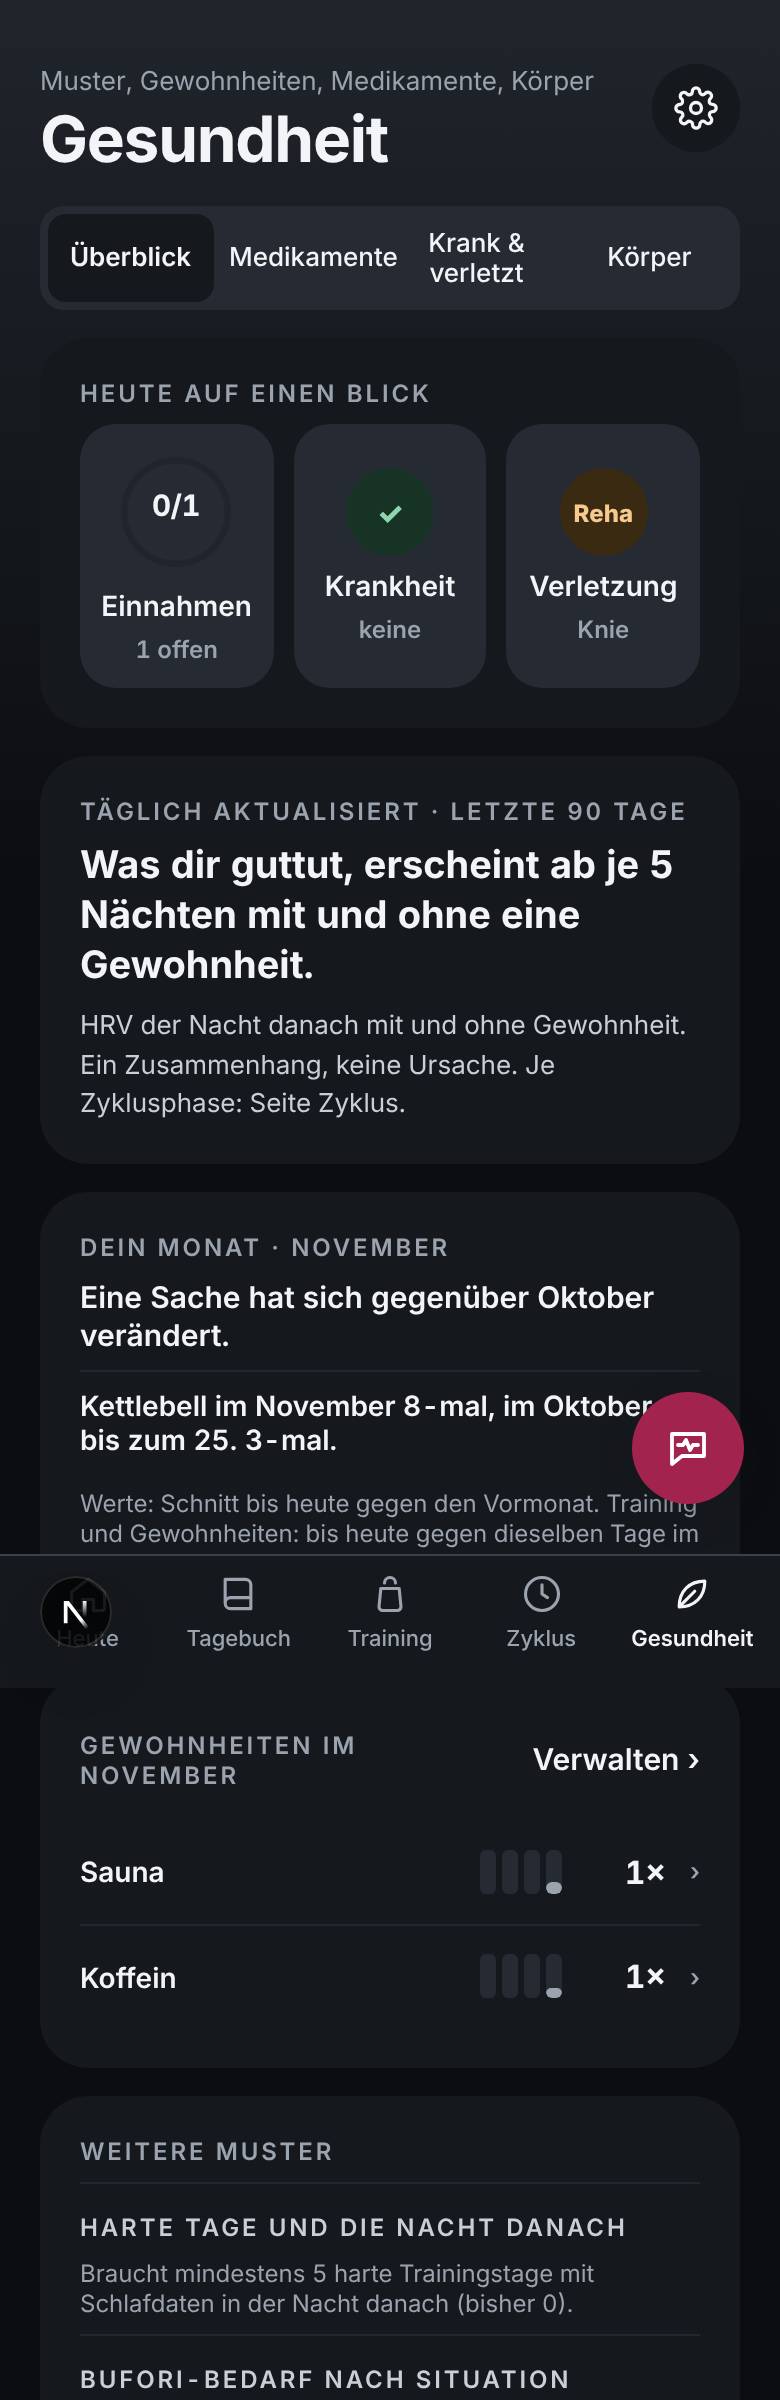 Muster, Gewohnheiten, Medikamente, Körper
Gesundheit
Überblick
Medikamente
Krank &
verletzt
Körper
HEUTE AUF EINEN BLICK
0/1
Einnahmen
1 offen
Krankheit
keine
Reha
Verletzung
Knie
TÄGLICH AKTUALISIERT · LETZTE 90 TAGE
Was dir guttut, erscheint ab je 5
Nächten mit und ohne eine
Gewohnheit.
HRV der Nacht danach mit und ohne Gewohnheit.
Ein Zusammenhang, keine Ursache. Je
Zyklusphase: Seite Zyklus.
DEIN MONAT · NOVEMBER
Eine Sache hat sich gegenüber Oktober
verändert.
Kettlebell im November 8-mal, im Oktober
bis zum 25. 3-mal.
Werte: Schnitt bis heute gegen den Vormonat. Training
und Gewohnheiten: bis heute gegen dieselben Tage im
N
Heute
Tagebuch
Training
Zyklus
Gesundheit
GEWOHNHEITEN IM
NOVEMBER
Verwalten ›
Sauna
1× ›
Koffein
1× ›
WEITERE MUSTER
HARTE TAGE UND DIE NACHT DANACH
Braucht mindestens 5 harte Trainingstage mit
Schlafdaten in der Nacht danach (bisher 0).
BUFORI-BEDARF NACH SITUATION